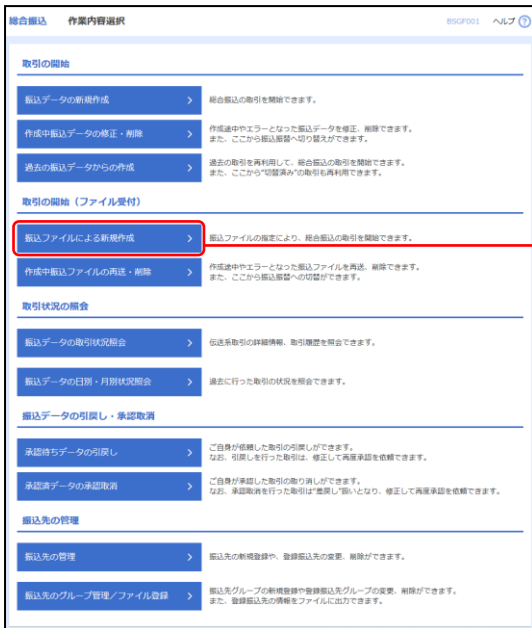 総合振込 作業内容選択 BSGF001 ヘルプ ?
取引の開始
振込データの新規作成 > 総合振込の取引を開始できます。
作成中振込データの修正・削除 > 作成途中やエラーとなった振込データを修正、削除できます。
また、ここから振込振替へ切り替えができます。
過去の振込データからの作成 > 過去の取引を再利用して、総合振込の取引を開始できます。
また、ここから"切替済み"の取引も再利用できます。
取引の開始（ファイル受付）
振込ファイルによる新規作成 > 振込ファイルの指定により、総合振込の取引を開始できます。
作成中振込ファイルの再送・削除 > 作成途中やエラーとなった振込ファイルを再送、削除できます。
また、ここから振込振替への切替ができます。
取引状況の照会
振込データの取引状況照会 > 伝送系取引の詳細情報、取引履歴を照会できます。
振込データの日別・月別状況照会 > 過去に行った取引の状況を照会できます。
振込データの引戻し・承認取消
承認待ちデータの引戻し > ご自身が依頼した取引の引戻しができます。
なお、引戻しを行った取引は、修正して再度承認を依頼できます。
承認済データの承認取消 > ご自身が承認した取引の取り消しができます。
なお、承認取消を行った取引は"差戻し"扱いとなり、修正して再度承認を依頼できます。
振込先の管理
振込先の管理 > 振込先の新規登録や、登録振込先の変更、削除ができます。
振込先のグループ管理／ファイル登録 > 振込先グループの新規登録や登録振込先グループの変更、削除ができます。
また、登録振込先の情報をファイルに出力できます。